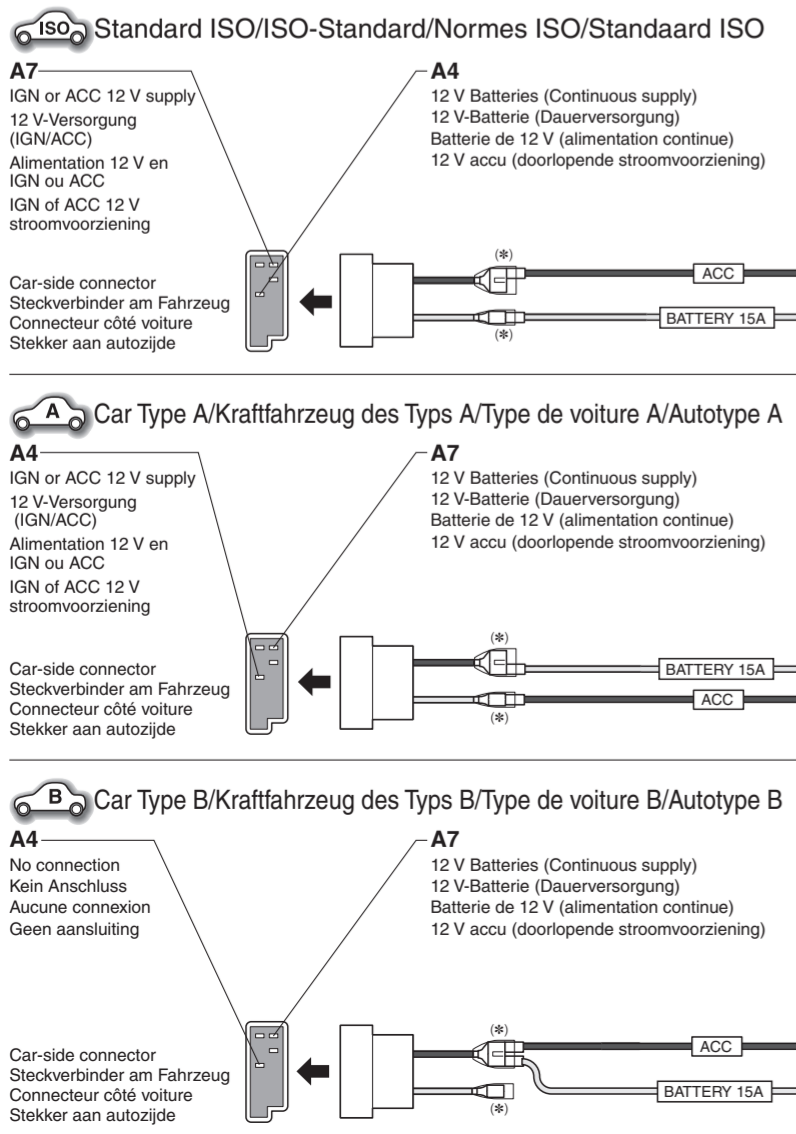 ISO Standard ISO/ISO-Standard/Normes ISO/Standaard ISO
A7
IGN or ACC 12 V supply
12 V-Versorgung
(IGN/ACC)
Alimentation 12 V en
IGN ou ACC
IGN of ACC 12 V
stroomvoorziening
A4
12 V Batteries (Continuous supply)
12 V-Batterie (Dauerversorgung)
Batterie de 12 V (alimentation continue)
12 V accu (doorlopende stroomvoorziening)
Car-side connector
Steckverbinder am Fahrzeug
Connecteur côté voiture
Stekker aan autozijde
(✻)
ACC
BATTERY 15A
(✻)
A Car Type A/Kraftfahrzeug des Typs A/Type de voiture A/Autotype A
A4
IGN or ACC 12 V supply
12 V-Versorgung
(IGN/ACC)
Alimentation 12 V en
IGN ou ACC
IGN of ACC 12 V
stroomvoorziening
A7
12 V Batteries (Continuous supply)
12 V-Batterie (Dauerversorgung)
Batterie de 12 V (alimentation continue)
12 V accu (doorlopende stroomvoorziening)
Car-side connector
Steckverbinder am Fahrzeug
Connecteur côté voiture
Stekker aan autozijde
(✻)
BATTERY 15A
ACC
(✻)
B Car Type B/Kraftfahrzeug des Typs B/Type de voiture B/Autotype B
A4
No connection
Kein Anschluss
Aucune connexion
Geen aansluiting
A7
12 V Batteries (Continuous supply)
12 V-Batterie (Dauerversorgung)
Batterie de 12 V (alimentation continue)
12 V accu (doorlopende stroomvoorziening)
Car-side connector
Steckverbinder am Fahrzeug
Connecteur côté voiture
Stekker aan autozijde
(✻)
ACC
BATTERY 15A
(✻)